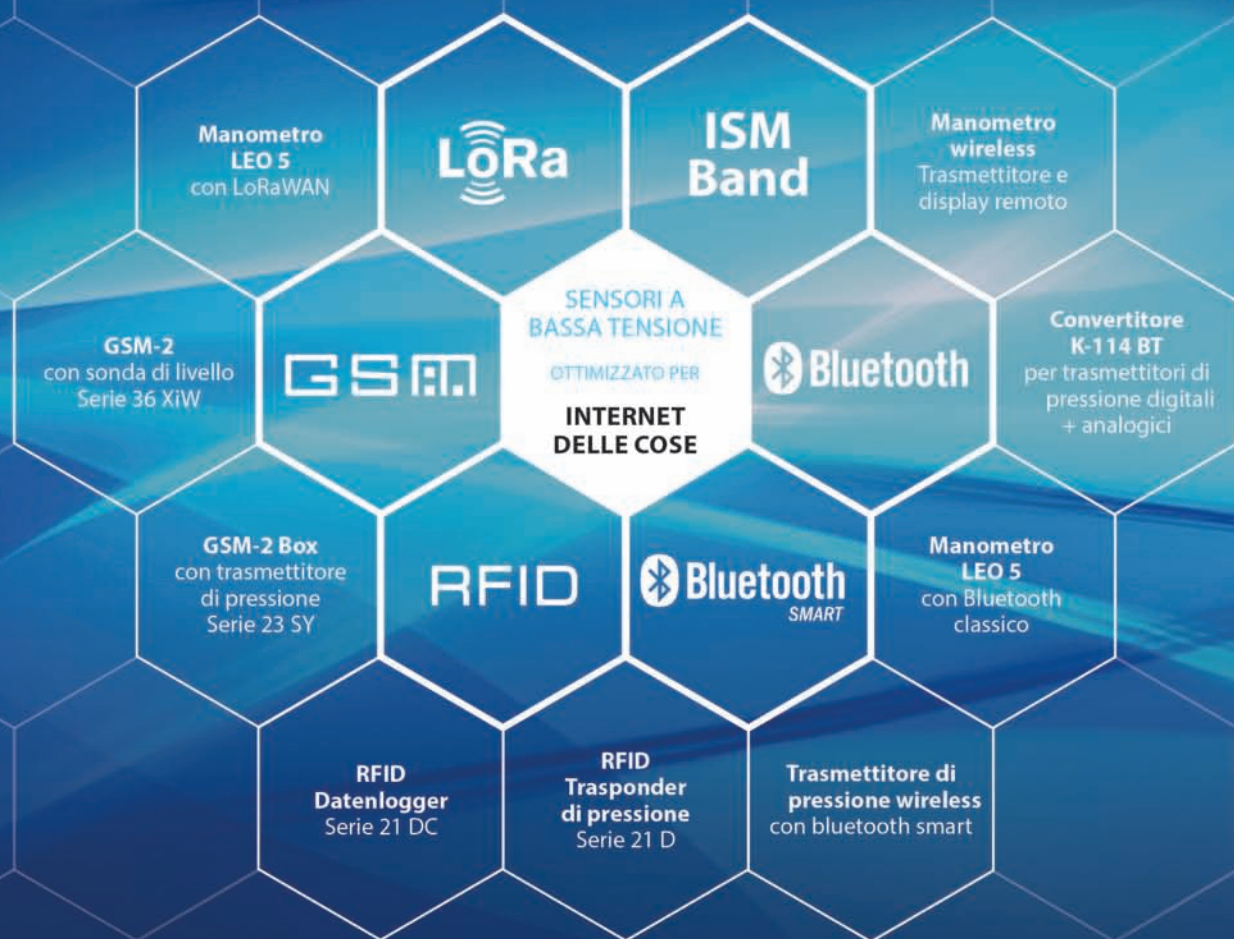 Manometro
LEO 5
con LoRaWAN
LoRa
ISM
Band
Manometro
wireless
Trasmettitore e
display remoto
GSM-2
con sonda di livello
Serie 36 XiW
GSM
SENSORI A
BASSA TENSIONE
OTTIMIZZATO PER
INTERNET
DELLE COSE
Bluetooth
Convertitore
K-114 BT
per trasmettitori di
pressione digitali
+ analogici
GSM-2 Box
con trasmettitore
di pressione
Serie 23 SY
RFID
Bluetooth
SMART
Manometro
LEO 5
con Bluetooth
classico
RFID
Datenlogger
Serie 21 DC
RFID
Trasponder
di pressione
Serie 21 D
Trasmettitore di
pressione wireless
con bluetooth smart